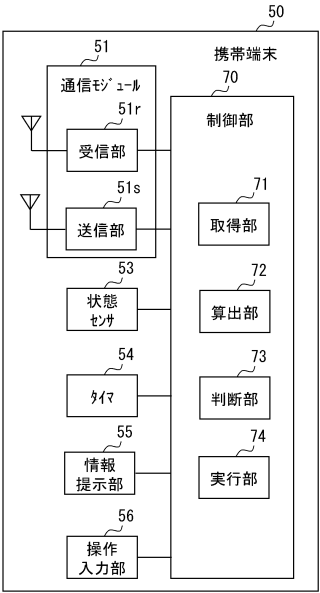 50
携帯端末
51
通信ﾓｼﾞｭｰﾙ
51r
受信部
51s
送信部
53
状態
ｾﾝｻ
54
ﾀｲﾏ
55
情報
提示部
56
操作
入力部
70
制御部
71
取得部
72
算出部
73
判断部
74
実行部